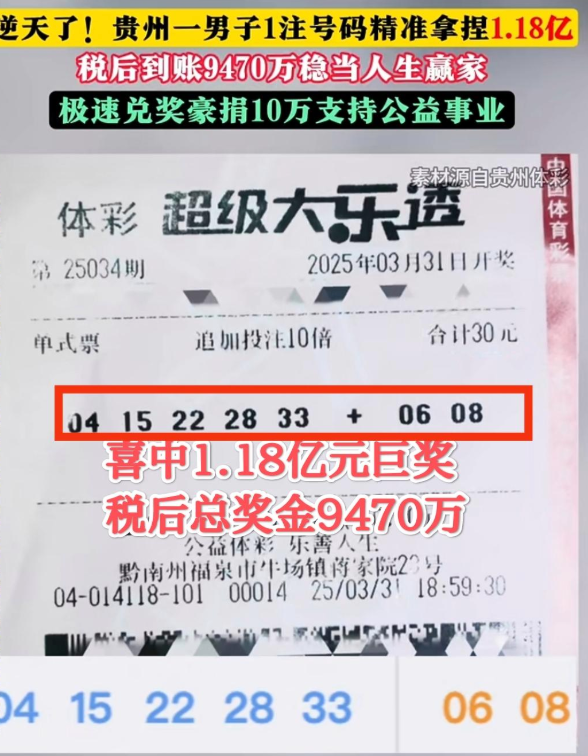 逆天了！贵州一男子1注号码精准拿捏1.18亿
税后到账9470万稳当人生赢家
极速兑奖豪捐10万支持公益事业
素材源自贵州体彩
中国体育彩
体彩 超级大乐透
第 25034期 2025年03月31日开奖
单式票 追加投注10倍 合计30元
04 15 22 28 33 + 06 08
喜中1.18亿元巨奖
税后总奖金9470万
公益体彩 乐善人生
黔南州福泉市牛场镇蒋家院23号
04-014118-101 00014 25/03/31 18:59:30
04 15 22 28 33 06 08